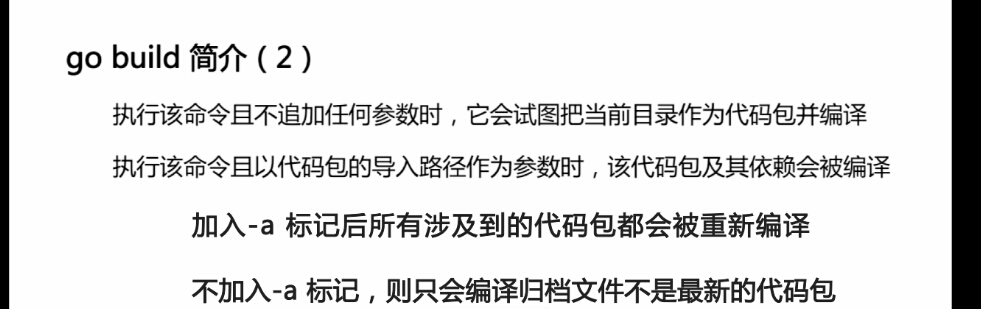 go build 简介（2）
执行该命令且不追加任何参数时，它会试图把当前目录作为代码包并编译
执行该命令且以代码包的导入路径作为参数时，该代码包及其依赖会被编译
加入-a 标记后所有涉及到的代码包都会被重新编译
不加入-a 标记，则只会编译归档文件不是最新的代码包